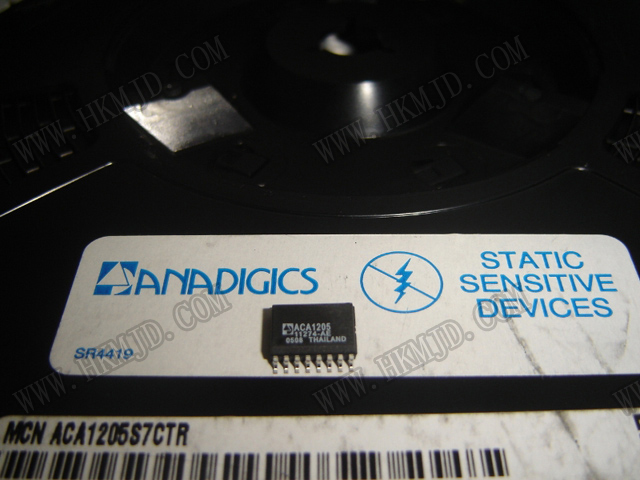 WWW.HKMJD.COM
WWW.HKMJD.COM
ANADIGICS
STATIC
SENSITIVE
DEVICES
ACA1205
11274-AE
0508 THAILAND
SR4419
WWW.HKMJD.COM
WWW.HKMJD.COM
MCN ACA1205S7CTR